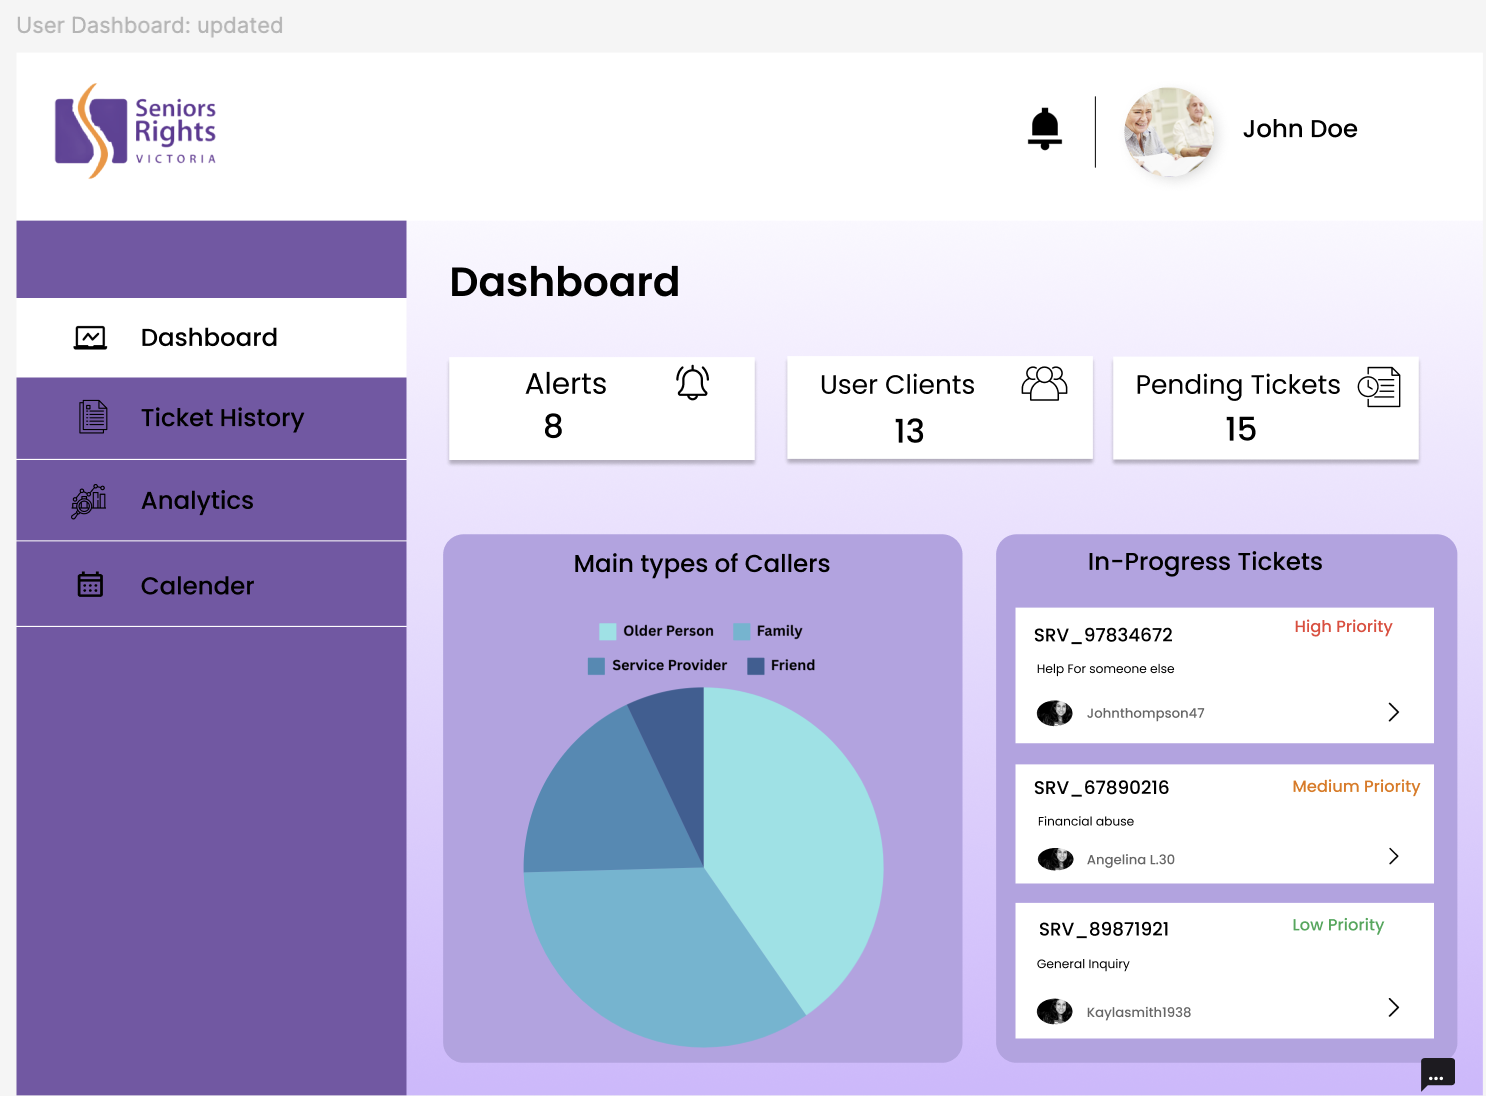 User Dashboard: updated
Seniors
Rights
VICTORIA
John Doe
Dashboard
Ticket History
Analytics
Calender
Dashboard
Alerts
8
User Clients
13
Pending Tickets
15
Main types of Callers
Older Person Family
Service Provider Friend
In-Progress Tickets
SRV_97834672 High Priority
Help For someone else
Johnthompson47
SRV_67890216 Medium Priority
Financial abuse
Angelina L.30
SRV_89871921 Low Priority
General Inquiry
Kaylasmith1938